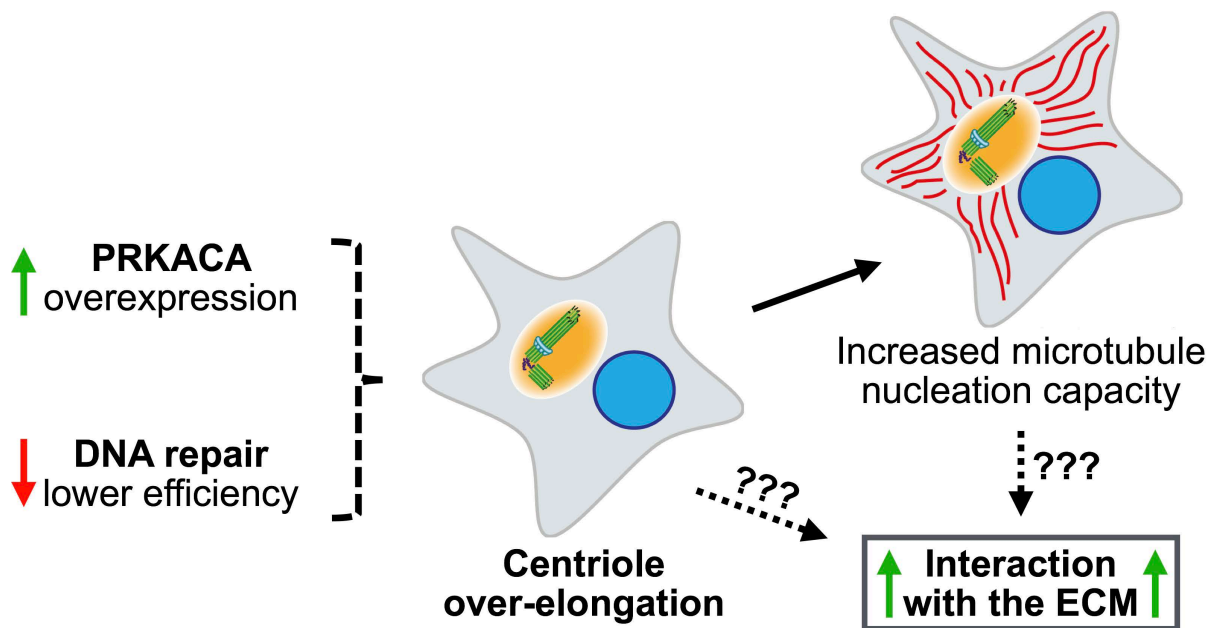 PRKACA
overexpression
DNA repair
lower efficiency
Centriole
over-elongation
Increased microtubule
nucleation capacity
???
???
Interaction
with the ECM